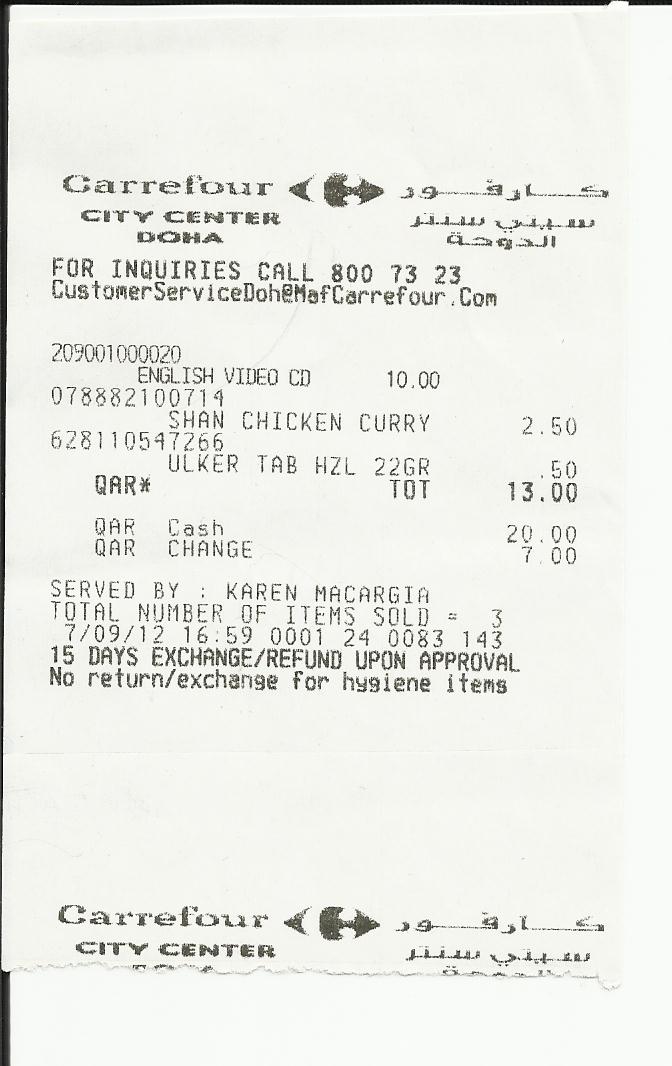 Carrefour كارفور
CITY CENTER سيتي سنتر
DOHA الدوحة
FOR INQUIRIES CALL 800 73 23
CustomerServiceDoh@MafCarrefour.Com
209001000020
ENGLISH VIDEO CD 10.00
078882100714
SHAN CHICKEN CURRY 2.50
628110547266
ULKER TAB HZL 22GR .50
QAR* TOT 13.00
QAR Cash 20.00
QAR CHANGE 7.00
SERVED BY : KAREN MACARGIA
TOTAL NUMBER OF ITEMS SOLD = 3
7/09/12 16:59 0001 24 0083 143
15 DAYS EXCHANGE/REFUND UPON APPROVAL
No return/exchange for hygiene items
Carrefour كارفور
CITY CENTER سيتي سنتر